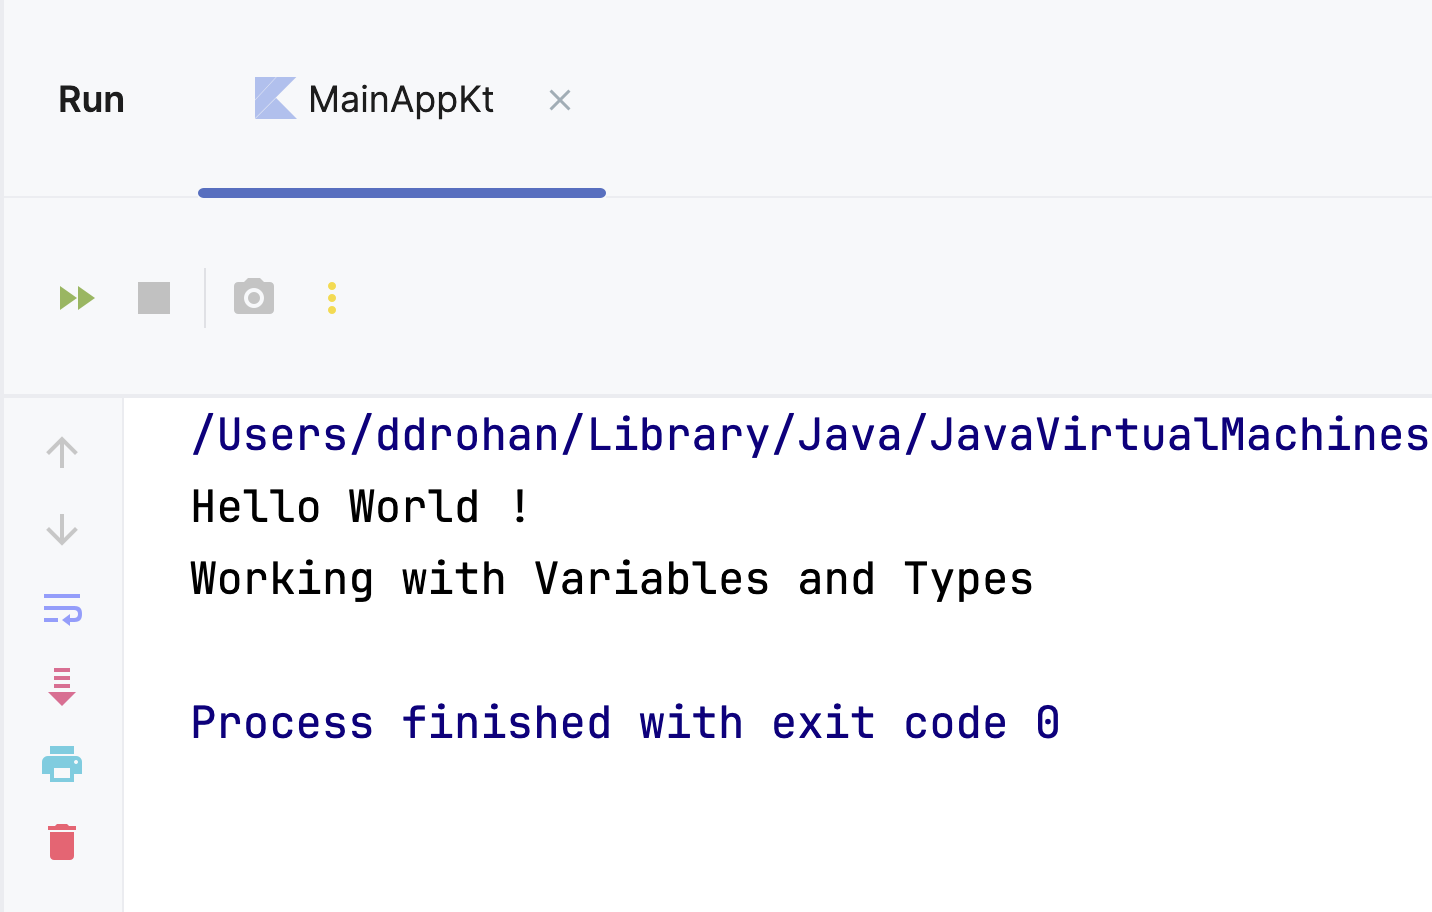 Run MainAppKt
/Users/ddrohan/Library/Java/JavaVirtualMachines
Hello World !
Working with Variables and Types
Process finished with exit code 0